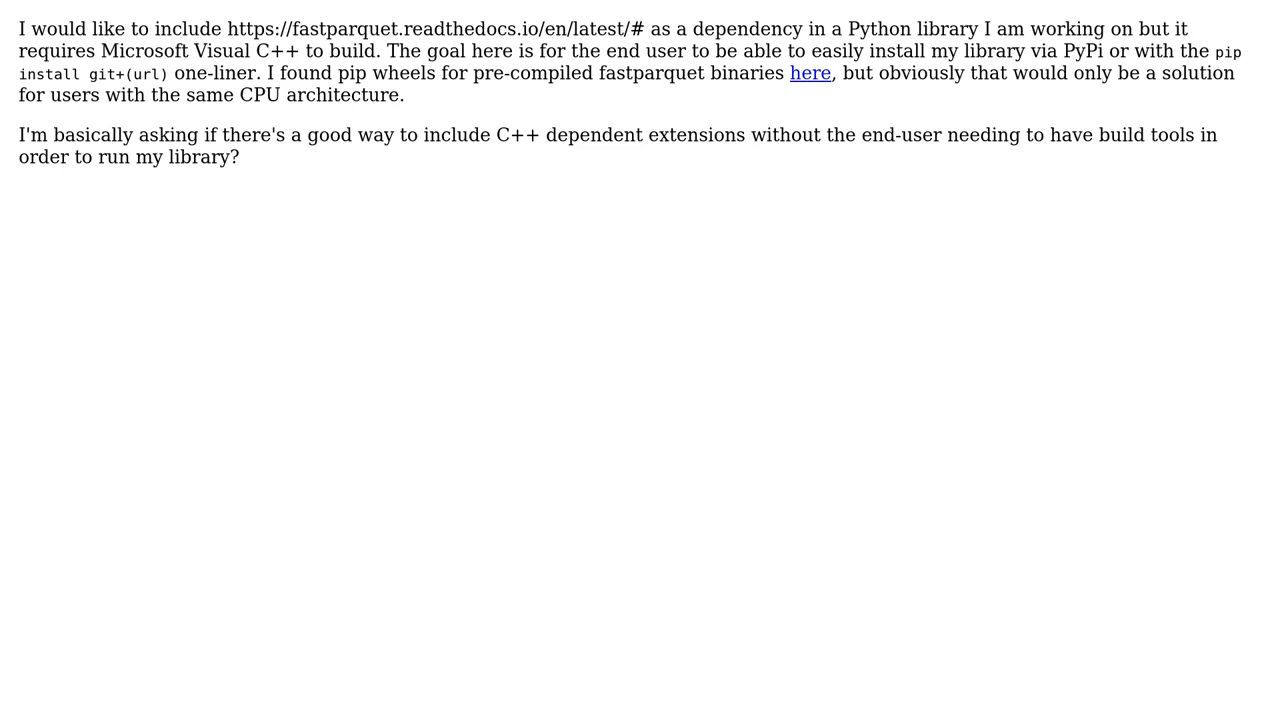 I would like to include https://fastparquet.readthedocs.io/en/latest/# as a dependency in a Python library I am working on but it
requires Microsoft Visual C++ to build. The goal here is for the end user to be able to easily install my library via PyPi or with the pip
install git+(url) one-liner. I found pip wheels for pre-compiled fastparquet binaries here, but obviously that would only be a solution
for users with the same CPU architecture.
I'm basically asking if there's a good way to include C++ dependent extensions without the end-user needing to have build tools in
order to run my library?